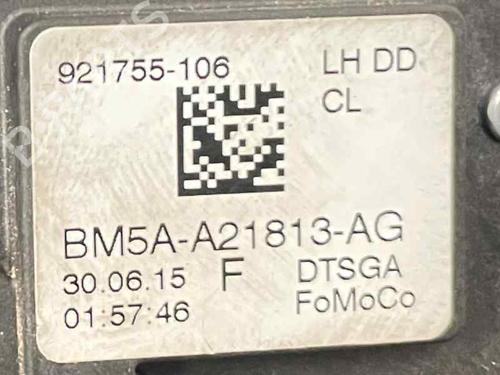 921755-106 LH DD
CL
BM5A-A21813-AG
30.06.15 F DTSGA
01:57:46 FoMoCo